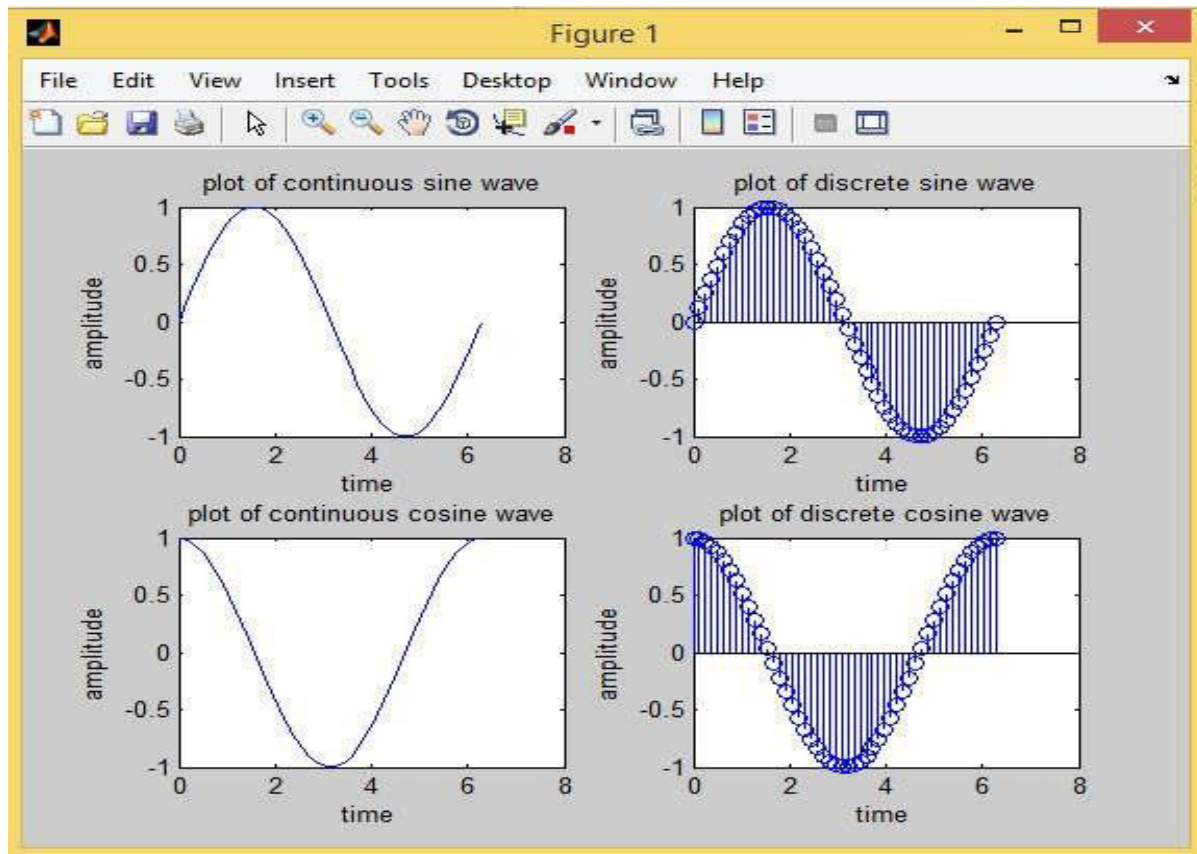 Figure 1
File Edit View Insert Tools Desktop Window Help
plot of continuous sine wave
1
0.5
0
-0.5
-1
amplitude
0 2 4 6 8
time
plot of discrete sine wave
1
0.5
0
-0.5
-1
amplitude
0 2 4 6 8
time
plot of continuous cosine wave
1
0.5
0
-0.5
-1
amplitude
0 2 4 6 8
time
plot of discrete cosine wave
1
0.5
0
-0.5
-1
amplitude
0 2 4 6 8
time